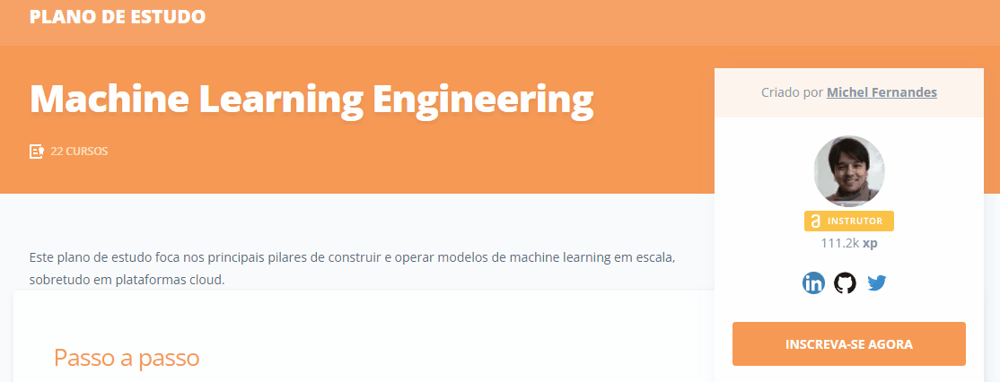 PLANO DE ESTUDO
Machine Learning Engineering
22 CURSOS
Criado por Michel Fernandes
INSTRUTOR
111.2k xp
in
INSCREVA-SE AGORA
Este plano de estudo foca nos principais pilares de construir e operar modelos de machine learning em escala,
sobretudo em plataformas cloud.
Passo a passo